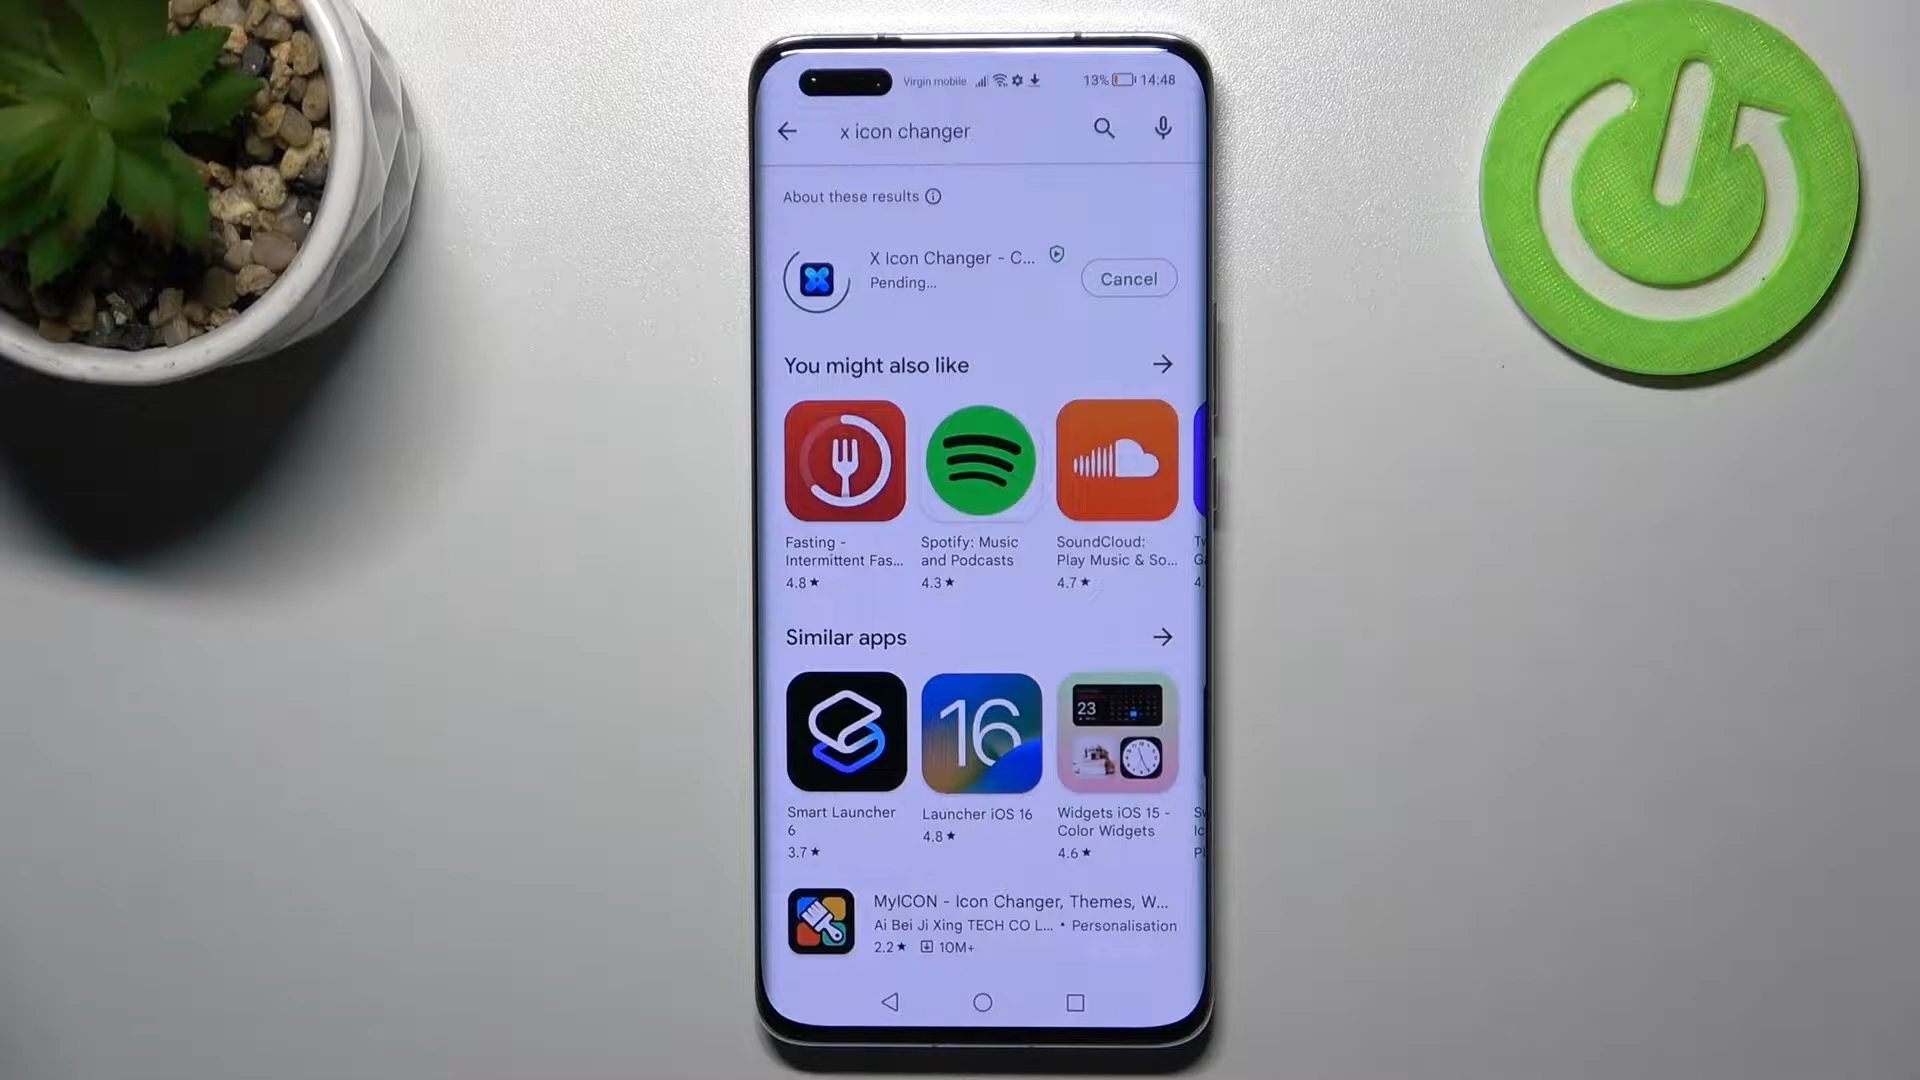 Virgin mobile 13% 14:48
x icon changer
About these results
X Icon Changer - C...
Pending...
Cancel
You might also like
Fasting -
Intermittent Fas...
4.8★
Spotify: Music
and Podcasts
4.3★
SoundCloud:
Play Music & So...
4.7★
Similar apps
16
23
Smart Launcher
6
3.7★
Launcher iOS 16
4.8★
Widgets iOS 15 -
Color Widgets
4.6★
MyICON - Icon Changer, Themes, W...
Ai Bei Ji Xing TECH CO L... • Personalisation
2.2★ 10M+